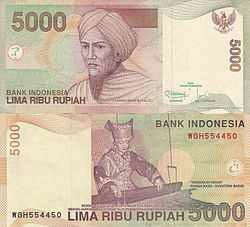 5000
5000
BANK INDONESIA
LIMA RIBU RUPIAH
BANK INDONESIA
WGH554450
5000
WGH554450
LIMA RIBU RUPIAH 5000